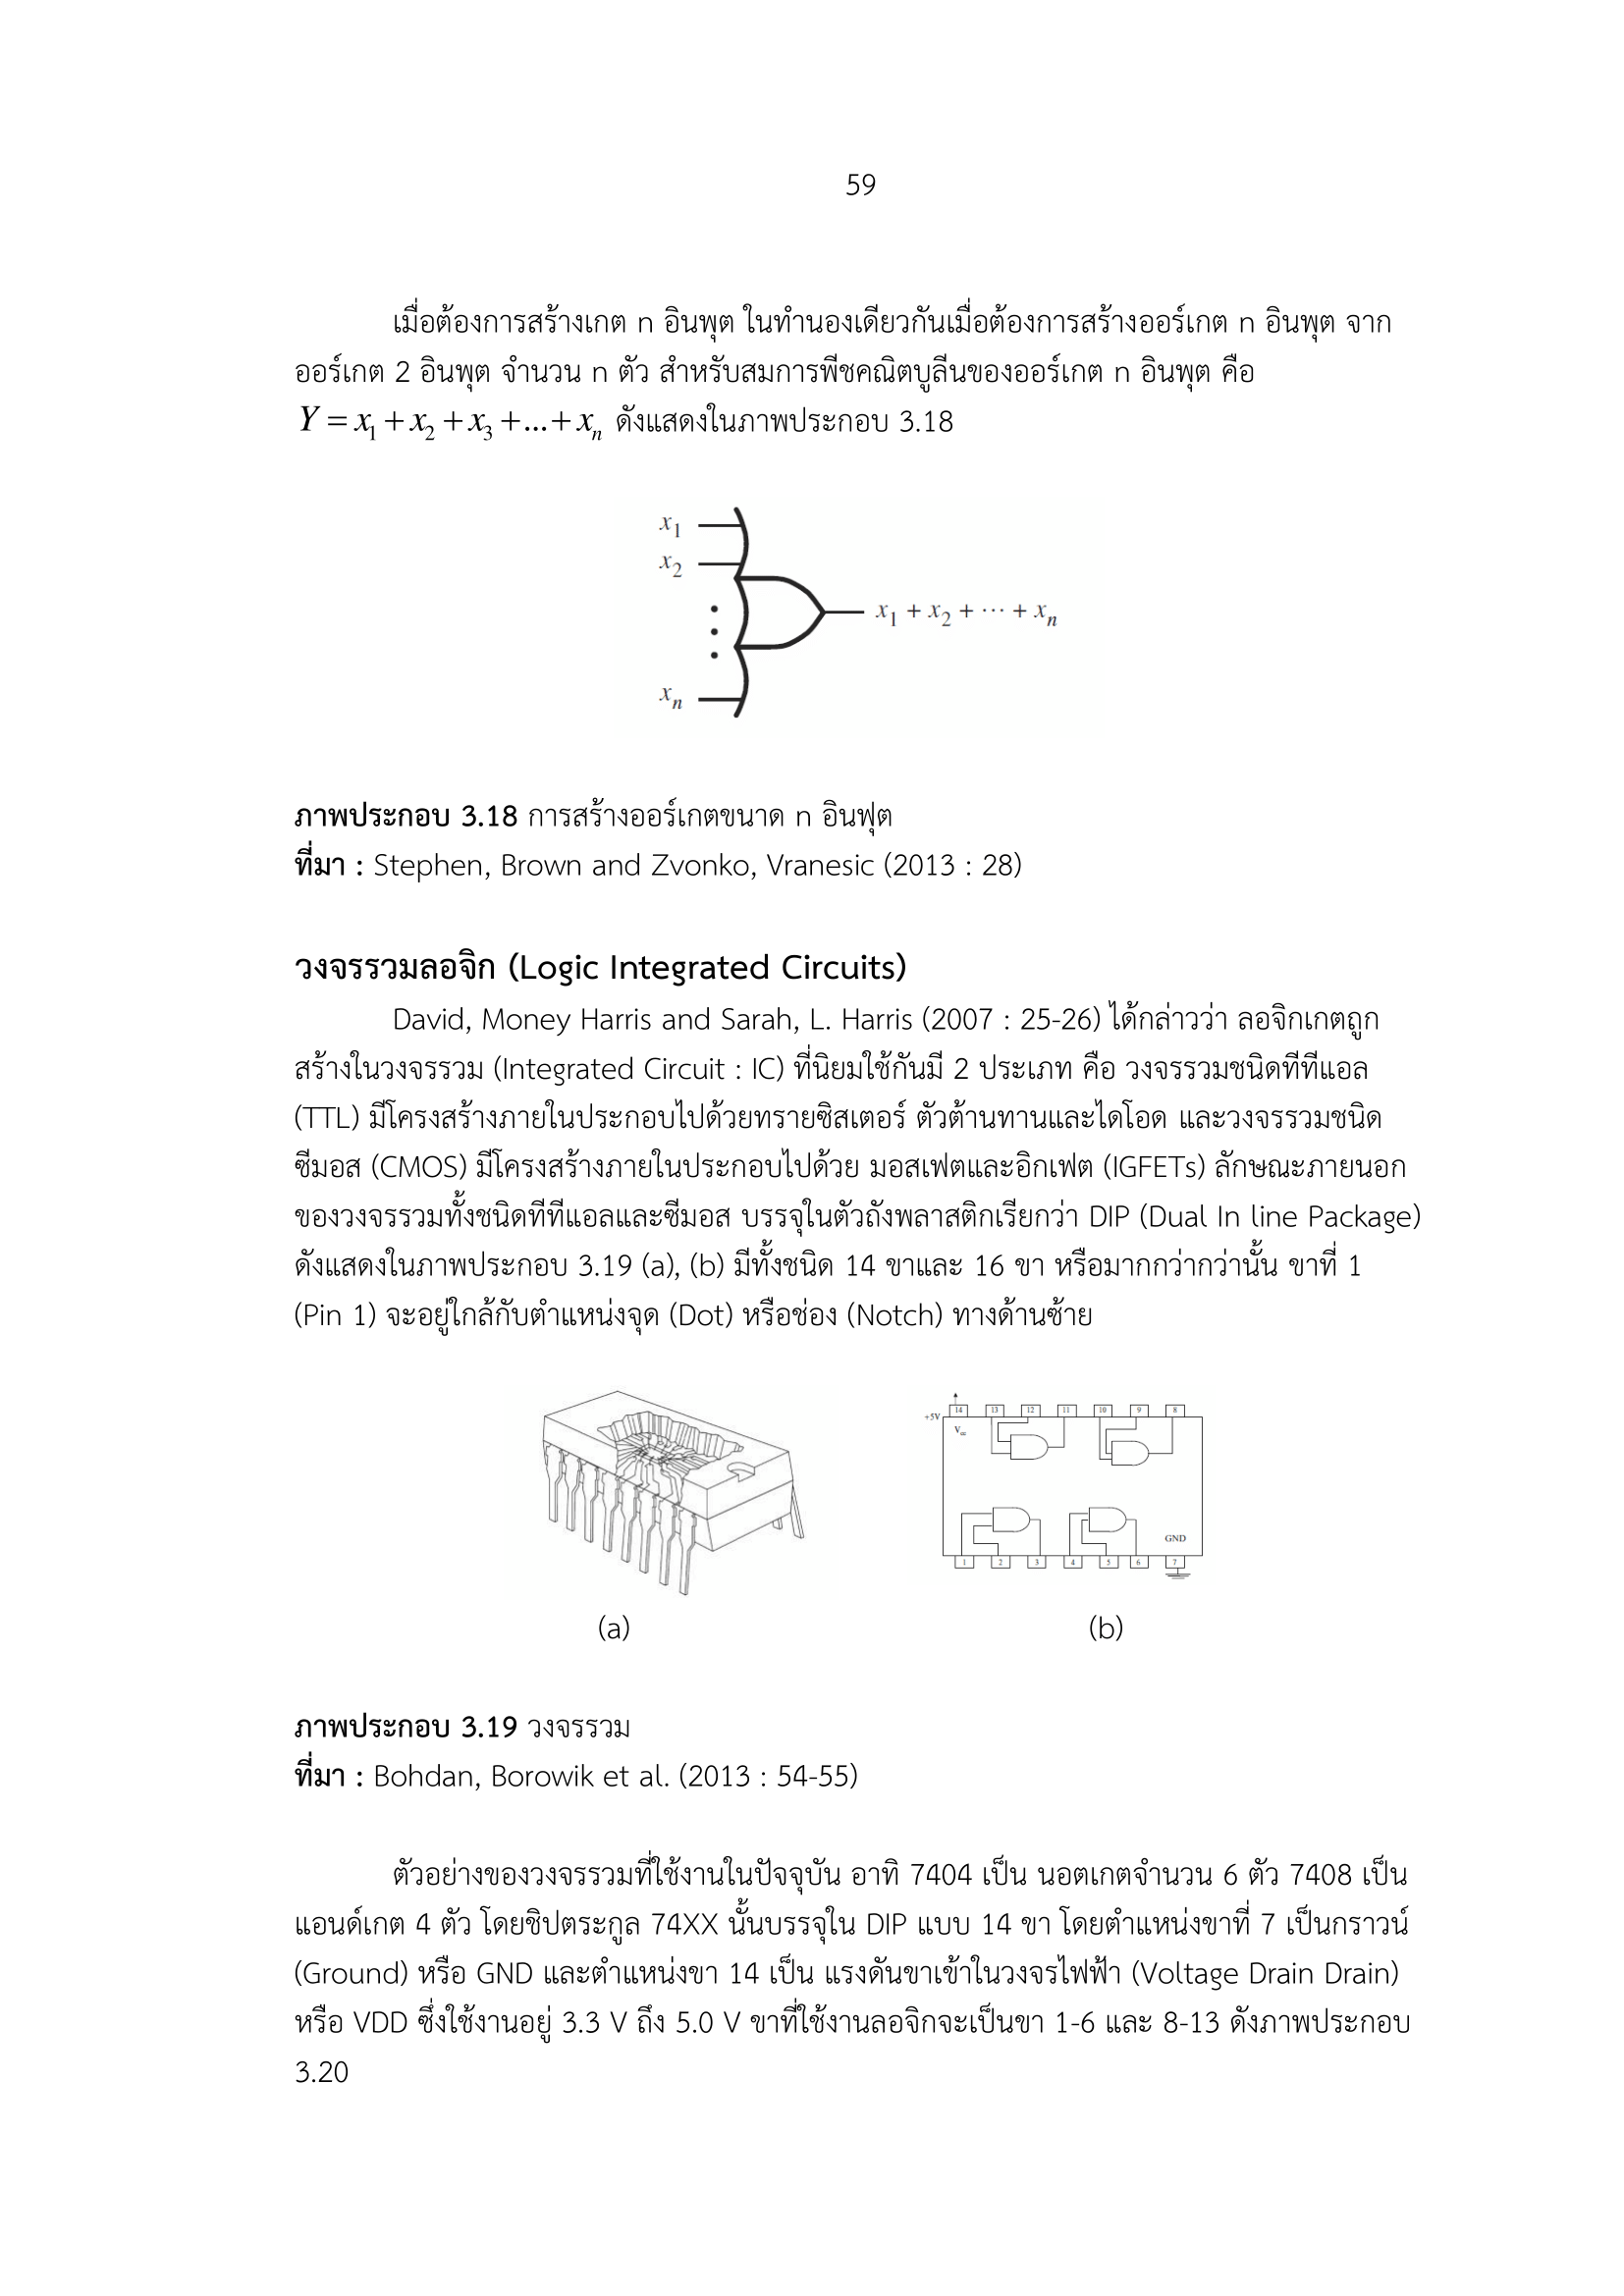 59
เมื่อต้องการสร้างเกต n อินพุต ในทำนองเดียวกันเมื่อต้องการสร้างออร์เกต n อินพุต จาก
ออร์เกต 2 อินพุต จำนวน n ตัว สำหรับสมการพีชคณิตบูลีนของออร์เกต n อินพุต คือ
Y = x₁ + x₂ + x₃ + ... + xₙ ดังแสดงในภาพประกอบ 3.18
x₁
x₂
x₁ + x₂ + ⋯ + xₙ
xₙ
ภาพประกอบ 3.18 การสร้างออร์เกตขนาด n อินฟุต
ที่มา : Stephen, Brown and Zvonko, Vranesic (2013 : 28)
วงจรรวมลอจิก (Logic Integrated Circuits)
David, Money Harris and Sarah, L. Harris (2007 : 25-26) ได้กล่าวว่า ลอจิกเกตถูก
สร้างในวงจรรวม (Integrated Circuit : IC) ที่นิยมใช้กันมี 2 ประเภท คือ วงจรรวมชนิดทีทีแอล
(TTL) มีโครงสร้างภายในประกอบไปด้วยทรายซิสเตอร์ ตัวต้านทานและไดโอด และวงจรรวมชนิด
ซีมอส (CMOS) มีโครงสร้างภายในประกอบไปด้วย มอสเฟตและอิกเฟต (IGFETs) ลักษณะภายนอก
ของวงจรรวมทั้งชนิดทีทีแอลและซีมอส บรรจุในตัวถังพลาสติกเรียกว่า DIP (Dual In line Package)
ดังแสดงในภาพประกอบ 3.19 (a), (b) มีทั้งชนิด 14 ขาและ 16 ขา หรือมากกว่ากว่านั้น ขาที่ 1
(Pin 1) จะอยู่ใกล้กับตำแหน่งจุด (Dot) หรือช่อง (Notch) ทางด้านซ้าย
14 13 12 11 10 9 8
+5V
Vcc
GND
1 2 3 4 5 6 7
(a) (b)
ภาพประกอบ 3.19 วงจรรวม
ที่มา : Bohdan, Borowik et al. (2013 : 54-55)
ตัวอย่างของวงจรรวมที่ใช้งานในปัจจุบัน อาทิ 7404 เป็น นอตเกตจำนวน 6 ตัว 7408 เป็น
แอนด์เกต 4 ตัว โดยชิปตระกูล 74XX นั้นบรรจุใน DIP แบบ 14 ขา โดยตำแหน่งขาที่ 7 เป็นกราวน์
(Ground) หรือ GND และตำแหน่งขา 14 เป็น แรงดันขาเข้าในวงจรไฟฟ้า (Voltage Drain Drain)
หรือ VDD ซึ่งใช้งานอยู่ 3.3 V ถึง 5.0 V ขาที่ใช้งานลอจิกจะเป็นขา 1-6 และ 8-13 ดังภาพประกอบ
3.20